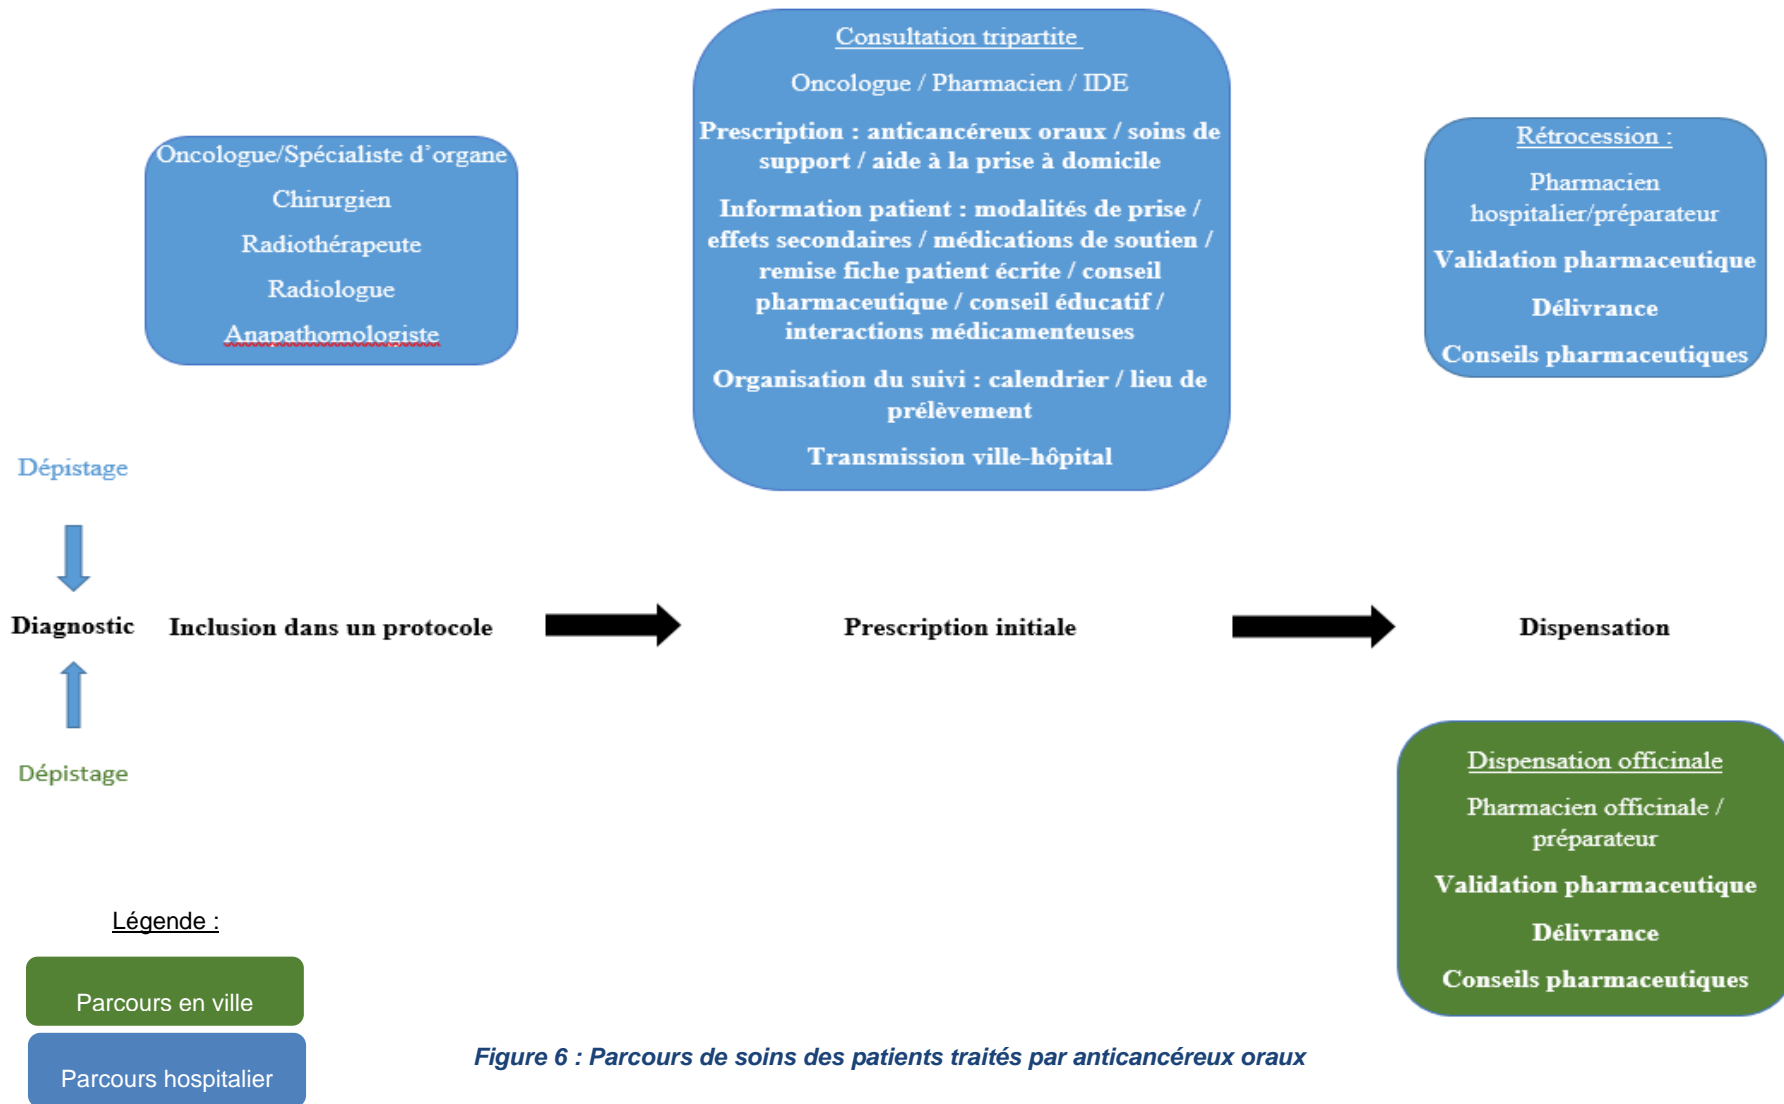 Oncologue/Spécialiste d'organe
Chirurgien
Radiothérapeute
Radiologue
Anapathomologiste
Consultation tripartite
Oncologue / Pharmacien / IDE
Prescription : anticancéreux oraux / soins de
support / aide à la prise à domicile
Information patient : modalités de prise /
effets secondaires / médications de soutien /
remise fiche patient écrite / conseil
pharmaceutique / conseil éducatif /
interactions médicamenteuses
Organisation du suivi : calendrier / lieu de
prélèvement
Transmission ville-hôpital
Rétrocession :
Pharmacien
hospitalier/préparateur
Validation pharmaceutique
Délivrance
Conseils pharmaceutiques
Dépistage
Diagnostic
Inclusion dans un protocole
Prescription initiale
Dispensation
Dépistage
Dispensation officinale
Pharmacien officinale /
préparateur
Validation pharmaceutique
Délivrance
Conseils pharmaceutiques
Légende :
Parcours en ville
Parcours hospitalier
Figure 6 : Parcours de soins des patients traités par anticancéreux oraux